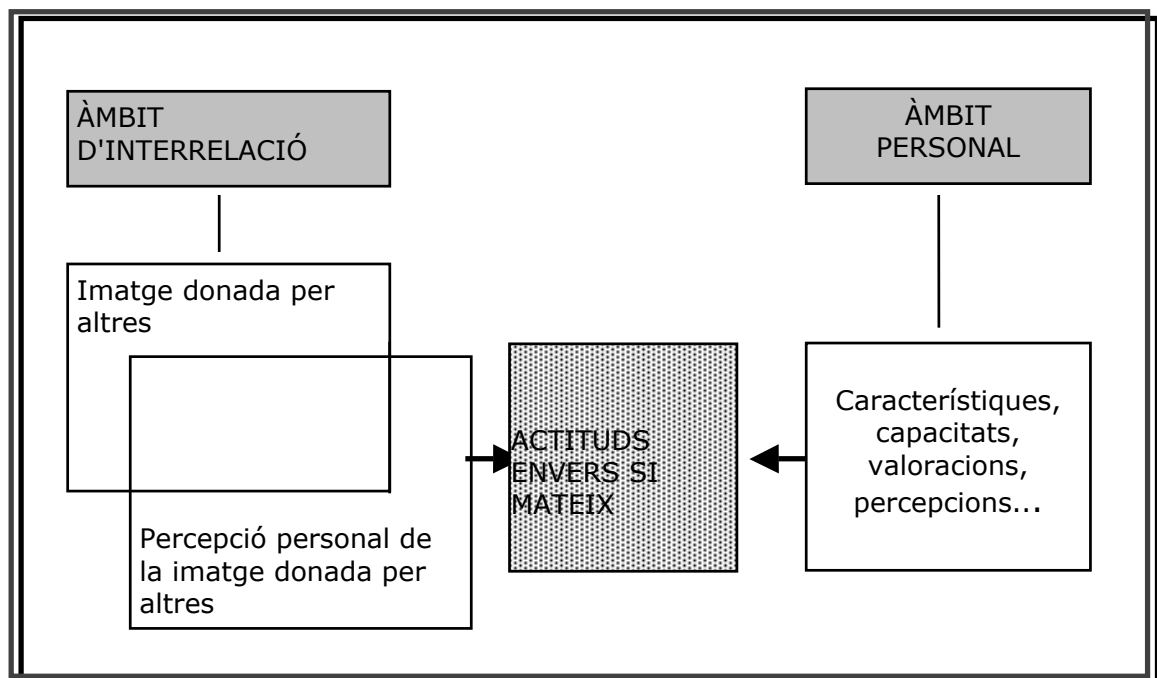 ÀMBIT
D'INTERRELACIÓ
ÀMBIT
PERSONAL
Imatge donada per
altres
Percepció personal de
la imatge donada per
altres
ACTITUDS
ENVERS SI
MATEIX
Característiques,
capacitats,
valoracions,
percepcions...